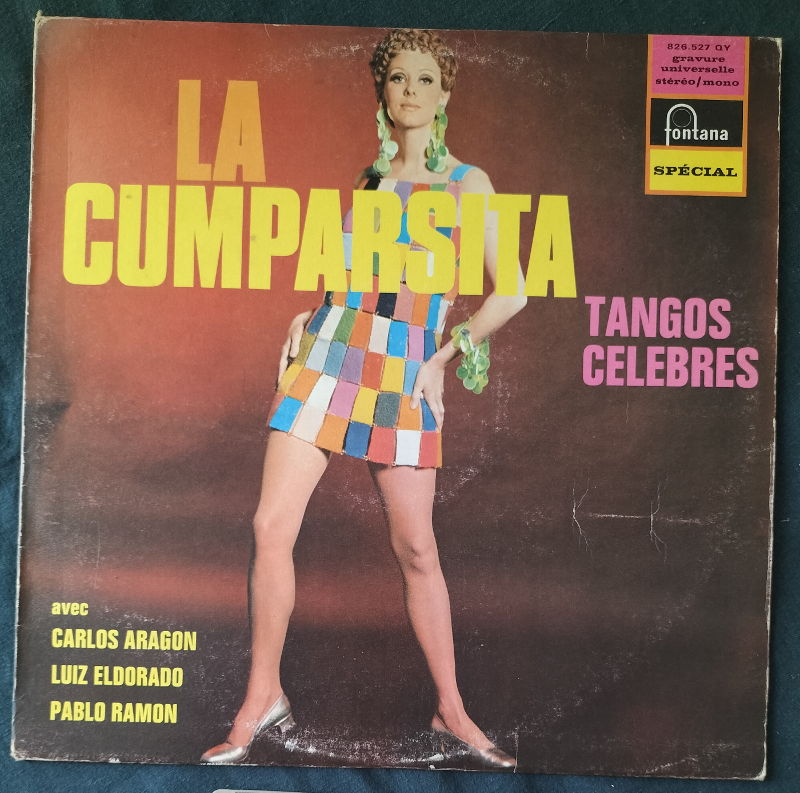 826.527 QY
gravure
universelle
stéréo/mono
fontana
SPÉCIAL
LA
CUMPARSITA
TANGOS
CELEBRES
avec
CARLOS ARAGON
LUIZ ELDORADO
PABLO RAMON